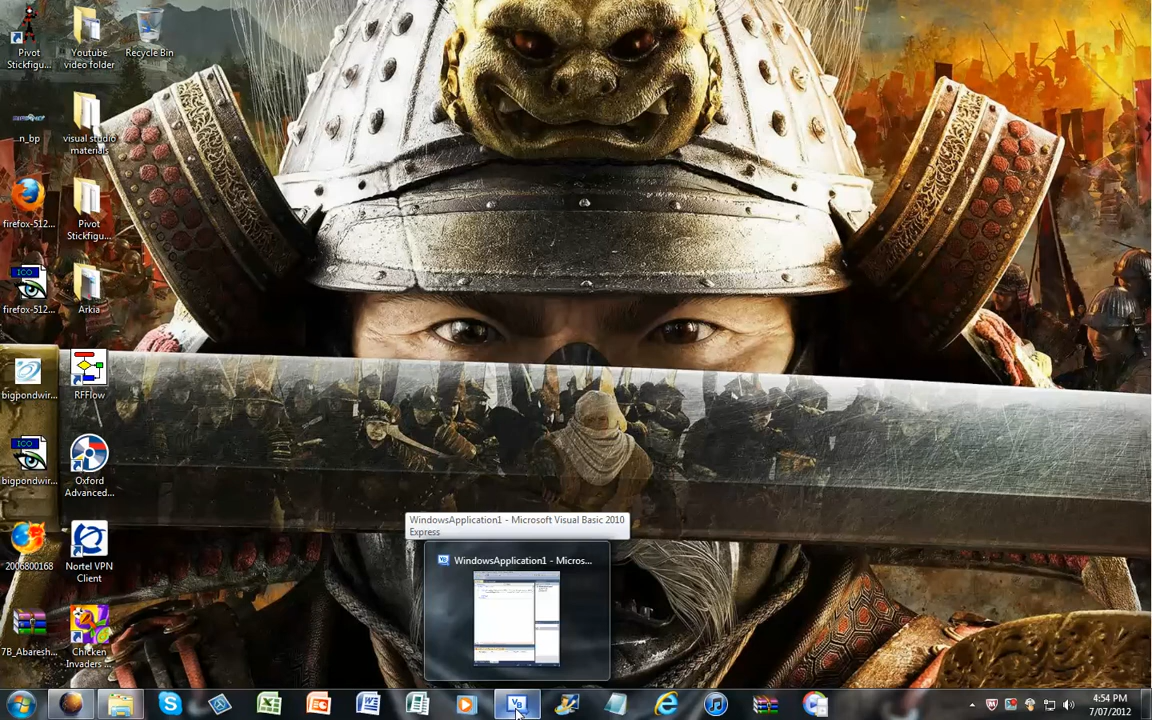 Pivot
Stickfigu...
Youtube
video folder
Recycle Bin
...n_bp
visual studio
materials
firefox-512...
Pivot
Stickfigu...
ICO
firefox-512...
Arkia
bigpondwir...
RFFlow
ICO
bigpondwir...
Oxford
Advanced...
2006800168
Nortel VPN
Client
7B_Abaresh...
Chicken
Invaders ...
WindowsApplication1 - Microsoft Visual Basic 2010
Express
WindowsApplication1 - Micros...
4:54 PM
7/07/2012